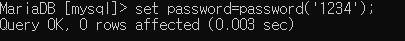 MariaDB [mysql]> set password=password('1234');
Query OK, 0 rows affected (0.003 sec)